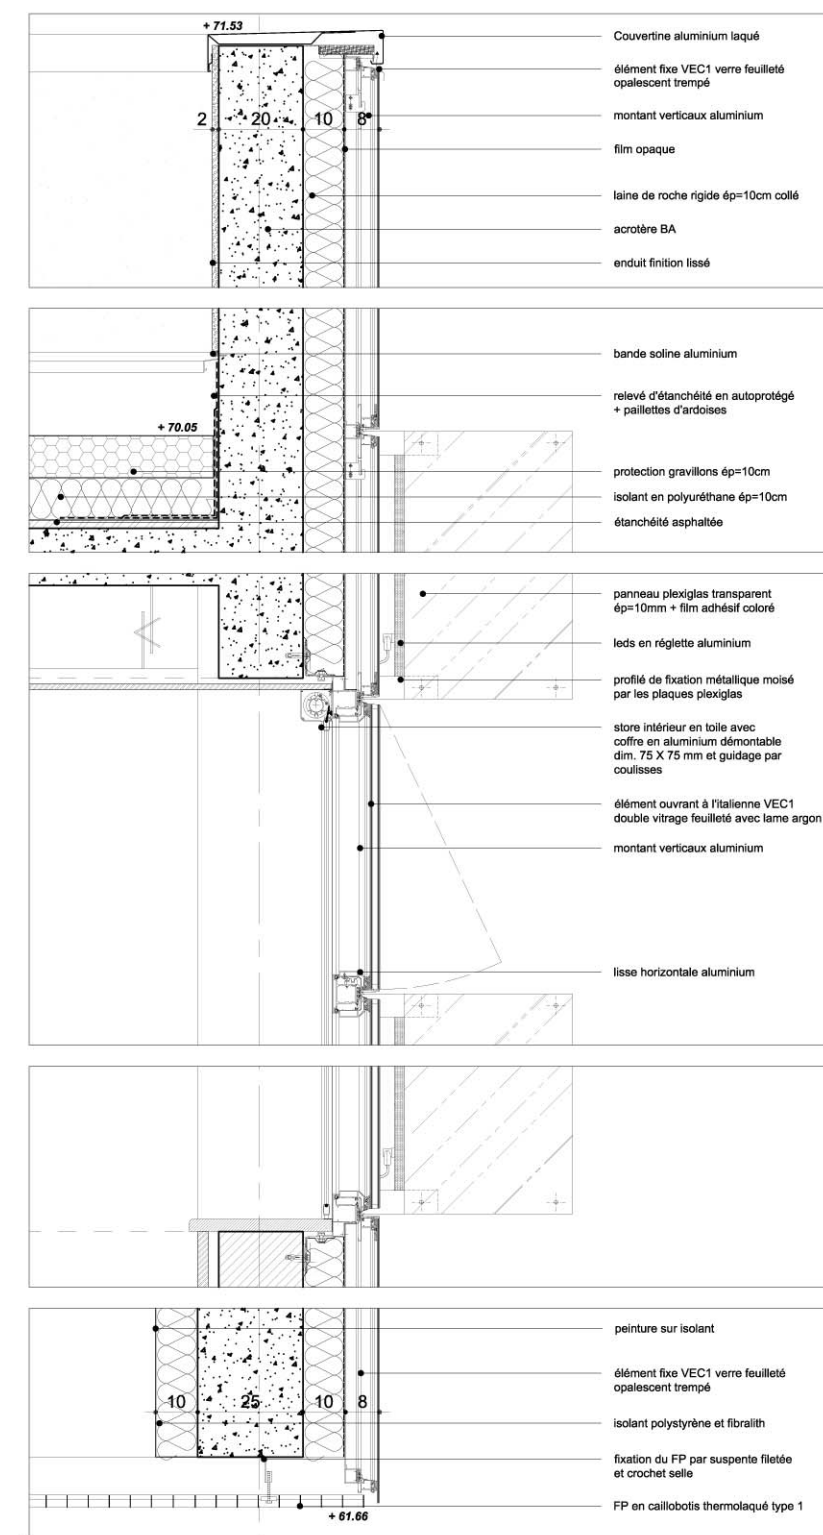 + 71.53
Couvertine aluminium laqué
élément fixe VEC1 verre feuilleté
opalescent trempé
montant verticaux aluminium
2 20 10 8
film opaque
laine de roche rigide ép=10cm collé
acrotère BA
enduit finition lissé
bande soline aluminium
relevé d'étanchéité en autoprotégé
+ paillettes d'ardoises
+ 70.05
protection gravillons ép=10cm
isolant en polyuréthane ép=10cm
étanchéité asphaltée
panneau plexiglas transparent
ép=10mm + film adhésif coloré
leds en réglette aluminium
profilé de fixation métallique moisé
par les plaques plexiglas
store intérieur en toile avec
coffre en aluminium démontable
dim. 75 X 75 mm et guidage par
coulisses
élément ouvrant à l'italienne VEC1
double vitrage feuilleté avec lame argon
montant verticaux aluminium
lisse horizontale aluminium
peinture sur isolant
élément fixe VEC1 verre feuilleté
opalescent trempé
10 25 10 8
isolant polystyrène et fibralith
fixation du FP par suspente filetée
et crochet selle
FP en caillobotis thermolaqué type 1
+ 61.66